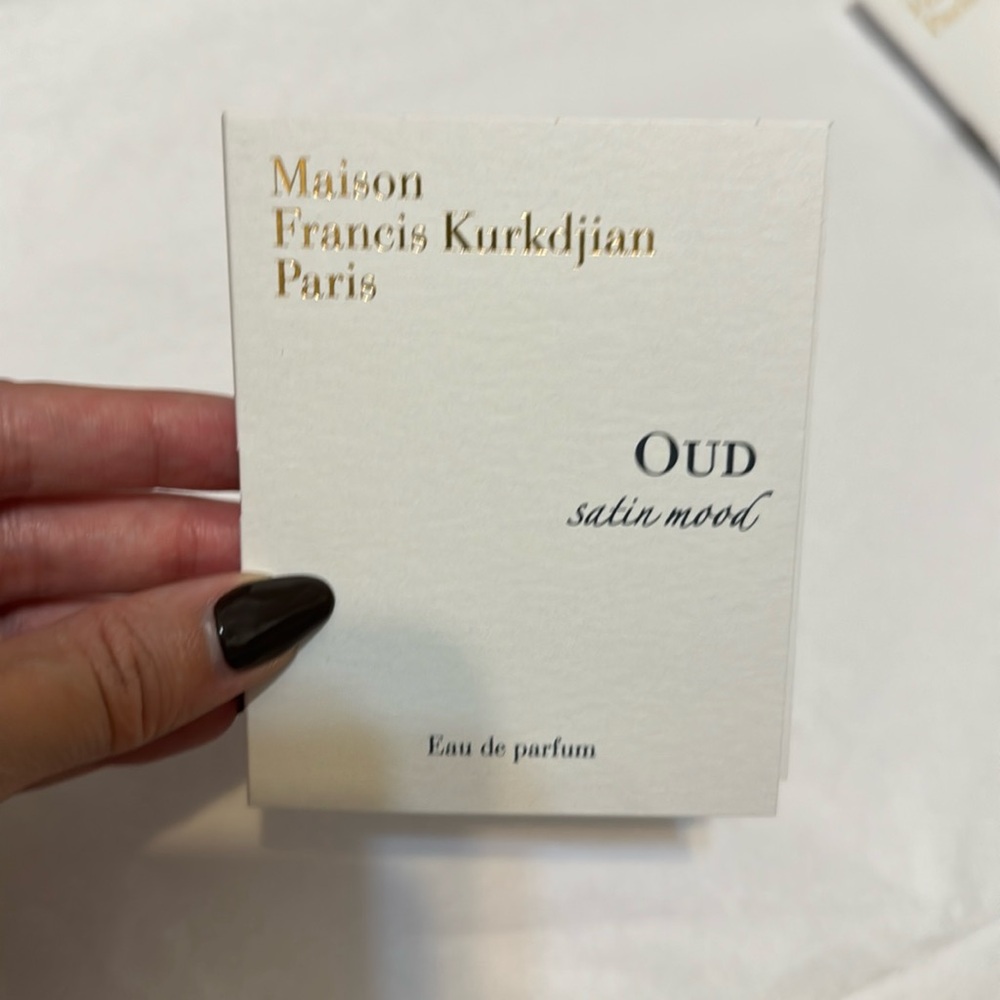 Maison
Francis Kurkdjian
Paris
OUD
satin mood
Eau de parfum